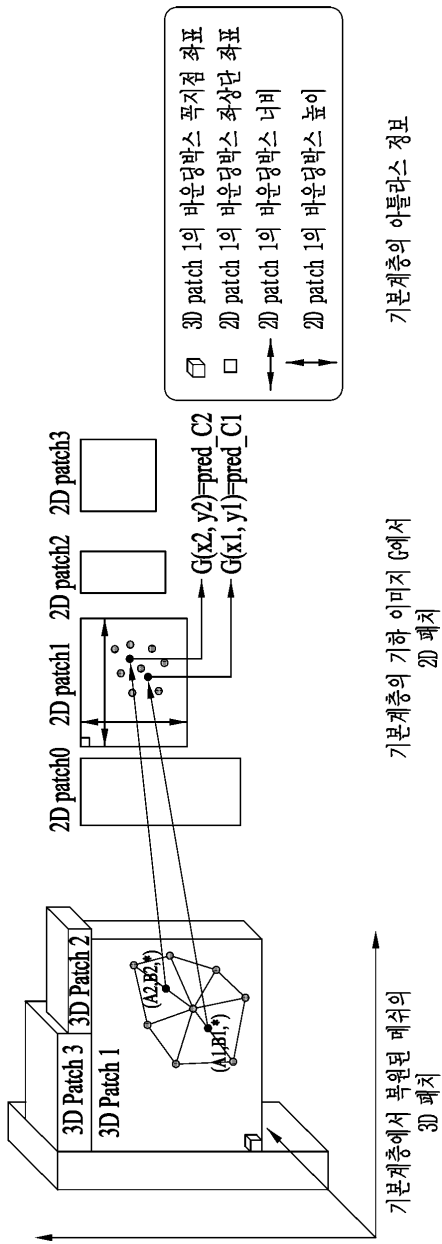 3D Patch 3
3D Patch 2
3D Patch 1
(A2,B2,*)
(A1,B1,*)
기본계층에서 복원된 메쉬의
3D 패치
2D patch0
2D patch1
2D patch2
2D patch3
G(x2, y2)=pred_C2
G(x1, y1)=pred_C1
기본계층의 기하 이미지 G에서
2D 패치
3D patch 1의 바운딩박스 꼭지점 좌표
2D patch 1의 바운딩박스 좌상단 좌표
2D patch 1의 바운딩박스 너비
2D patch 1의 바운딩박스 높이
기본계층의 아틀라스 정보